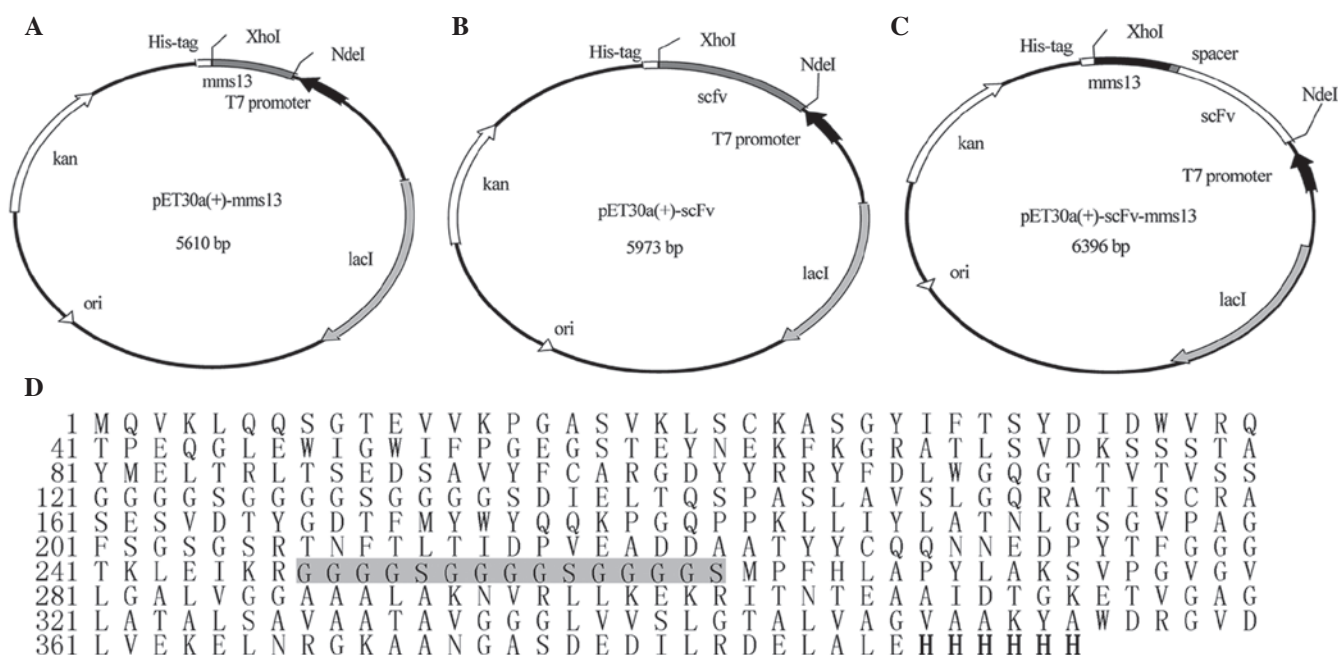 A
His-tag
XhoI
NdeI
mms13
T7 promoter
kan
pET30a(+)-mms13
5610 bp
lacI
ori
B
His-tag
XhoI
NdeI
scfv
T7 promoter
kan
pET30a(+)-scFv
5973 bp
lacI
ori
C
His-tag
XhoI
spacer
mms13
NdeI
scFv
kan
T7 promoter
pET30a(+)-scFv-mms13
6396 bp
ori
lacI
D
1 M Q V K L Q Q S G T E V V K P G A S V K L S C K A S G Y I F T S Y D I D W V R Q
41 T P E Q G L E W I G W I F P G E G S T E Y N E K F K G R A T L S V D K S S S T A
81 Y M E L T R L T S E D S A V Y F C A R G D Y Y R R Y F D L W G Q G T T V T V S S
121 G G G G S G G G G S G G G G S D I E L T Q S P A S L A V S L G Q R A T I S C R A
161 S E S V D T Y G D T F M Y W Y Q Q K P G Q P P K L L I Y L A T N L G S G V P A G
201 F S G S G S R T N F T L T I D P V E A D D A A T Y Y C Q Q N N E D P Y T F G G G
241 T K L E I K R G G G G S G G G G S G G G G S M P F H L A P Y L A K S V P G V G V
281 L G A L V G G A A A L A K N V R L L K E K R I T N T E A A I D T G K E T V G A G
321 L A T A L S A V A A T A V G G G L V V S L G T A L V A G V A A K Y A W D R G V D
361 L V E K E L N R G K A A N G A S D E D I L R D E L A L E H H H H H H